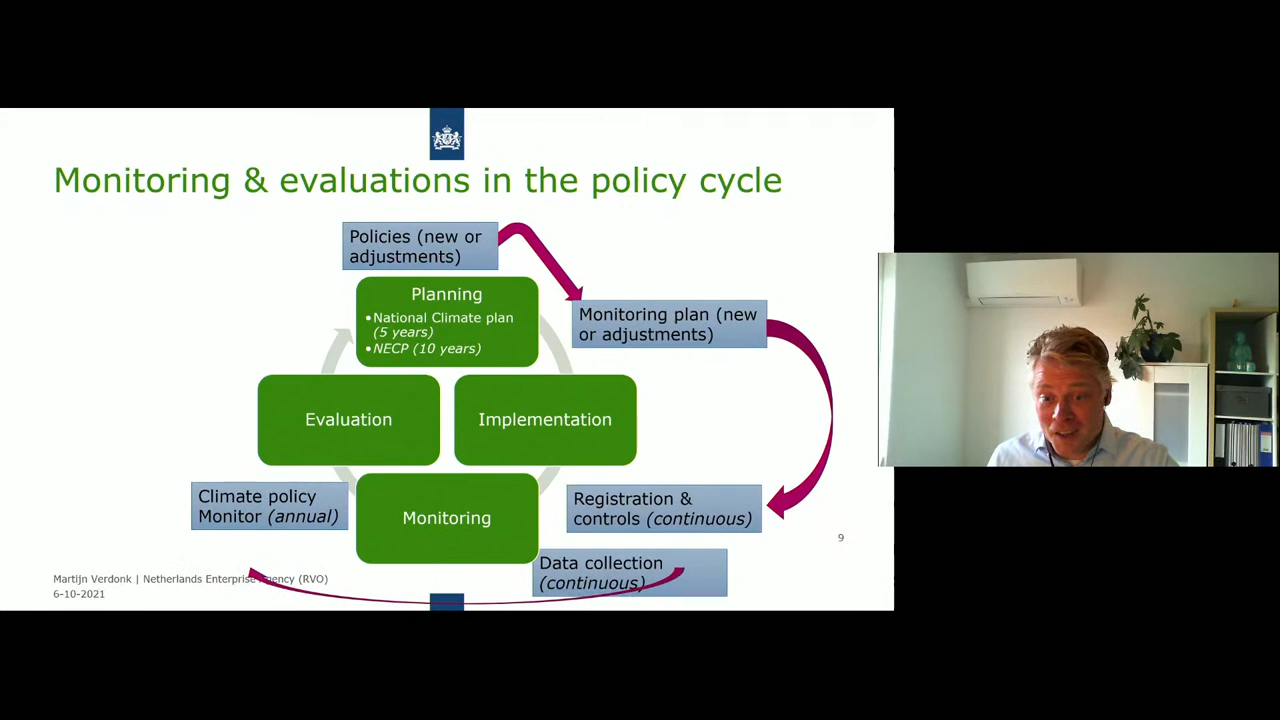 Monitoring & evaluations in the policy cycle
Policies (new or
adjustments)
Planning
•National Climate plan
(5 years)
•NECP (10 years)
Monitoring plan (new
or adjustments)
Evaluation
Implementation
Climate policy
Monitor (annual)
Monitoring
Registration &
controls (continuous)
Data collection
(continuous)
9
Martijn Verdonk | Netherlands Enterprise Agency (RVO)
6-10-2021